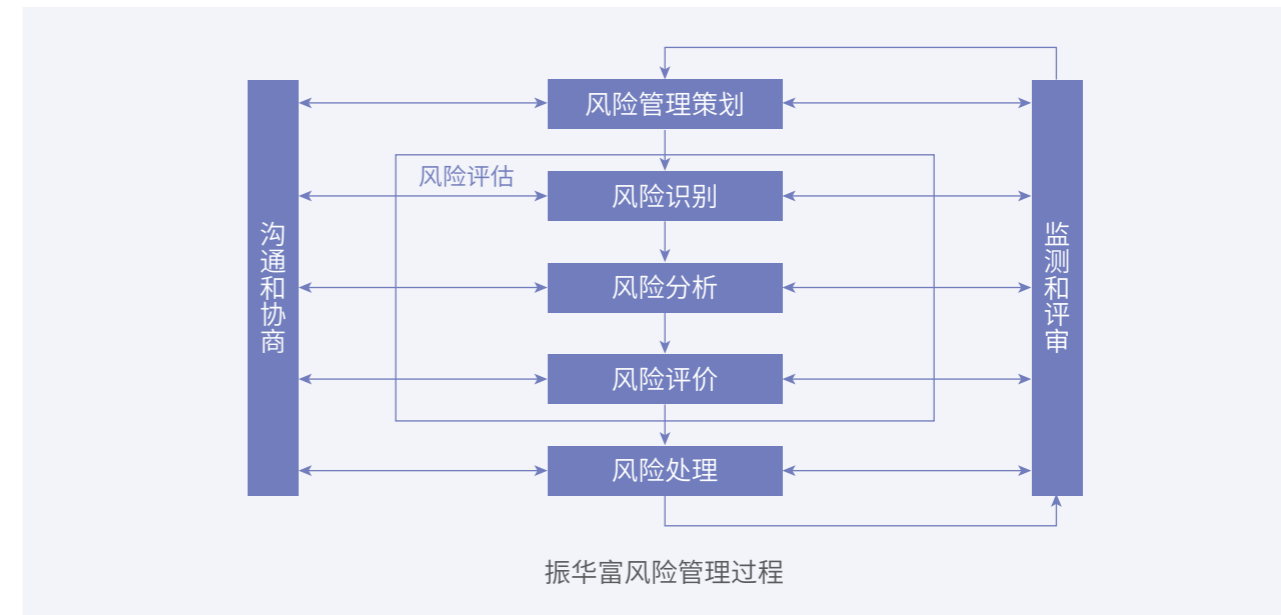 风险管理策划
风险评估
风险识别
沟通和协商
监测和评审
风险分析
风险评价
风险处理
振华富风险管理过程